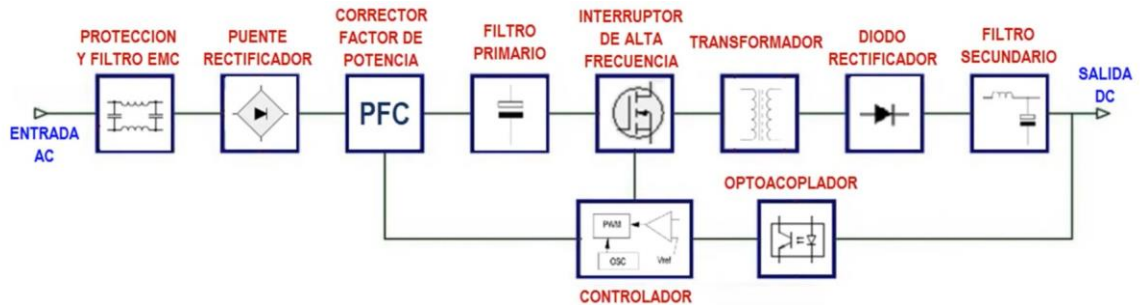 PROTECCION
Y FILTRO EMC
PUENTE
RECTIFICADOR
CORRECTOR
FACTOR DE
POTENCIA
FILTRO
PRIMARIO
INTERRUPTOR
DE ALTA
FRECUENCIA
TRANSFORMADOR
DIODO
RECTIFICADOR
FILTRO
SECUNDARIO
SALIDA
DC
ENTRADA
AC
PFC
OPTOACOPLADOR
PWM
OSC
Vref
CONTROLADOR